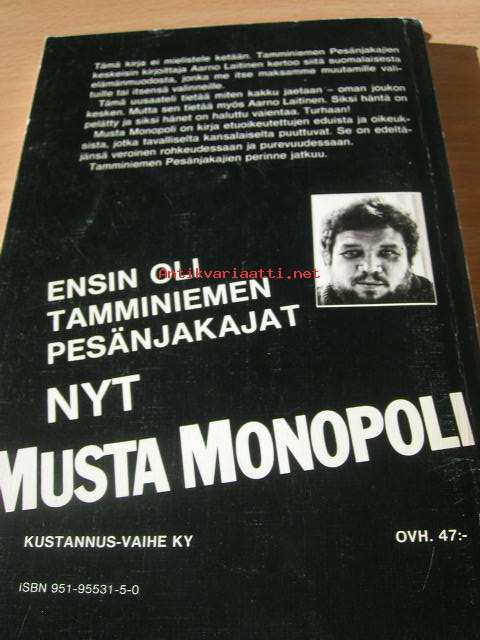 Tämä kirja ei mielistele ketään. Tamminiemen Pesänjakajien
keskeisin kirjoittaja Aarno Laitinen kertoo siitä suomalaisesta
elämänmuodosta, jonka me itse maksamme muutamille vali-
tuille tai itsensä valinneille.
Tämä uusaateli tietää miten kakku jaetaan – oman joukon
kesken. Mutta sen tietää myös Aarno Laitinen. Siksi häntä on
pelätty ja siksi hänet on haluttu vaientaa. Turhaan!
Musta Monopoli on kirja etuoikeutettujen eduista ja oikeuk-
sista, jotka tavalliselta kansalaiselta puuttuvat. Se on edeltä-
jänsä veroinen rohkeudessaan ja purevuudessaan.
Tamminiemen Pesänjakajien perinne jatkuu.
ENSIN OLI
Antikvariaatti.net
TAMMINIEMEN
PESÄNJAKAJAT
NYT
MUSTA MONOPOLI
KUSTANNUS-VAIHE KY
OVH. 47:-
ISBN 951-95531-5-0